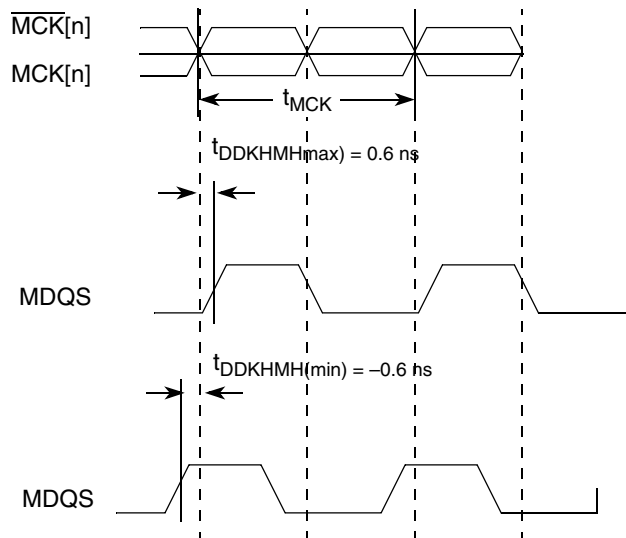 MCK[n]
MCK[n]
tMCK
tDDKHMHmax) = 0.6 ns
MDQS
tDDKHMH(min) = –0.6 ns
MDQS